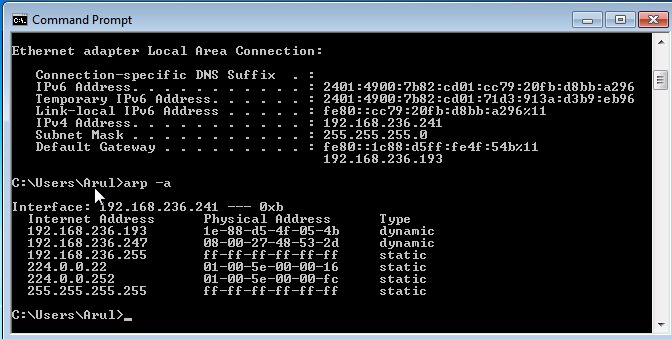 Command Prompt
Ethernet adapter Local Area Connection:
Connection-specific DNS Suffix . :
IPv6 Address. . . . . . . . . . . : 2401:4900:7b82:cd01:cc79:20fb:d8bb:a296
Temporary IPv6 Address. . . . . . : 2401:4900:7b82:cd01:71d3:913a:d3b9:eb96
Link-local IPv6 Address . . . . . : fe80::cc79:20fb:d8bb:a296%11
IPv4 Address. . . . . . . . . . . : 192.168.236.241
Subnet Mask . . . . . . . . . . . : 255.255.255.0
Default Gateway . . . . . . . . . : fe80::1c88:d5ff:fe4f:54b%11
192.168.236.193
C:\Users\Arul>arp -a
Interface: 192.168.236.241 --- 0xb
Internet Address Physical Address Type
192.168.236.193 1e-88-d5-4f-05-4b dynamic
192.168.236.247 08-00-27-48-53-2d dynamic
192.168.236.255 ff-ff-ff-ff-ff-ff static
224.0.0.22 01-00-5e-00-00-16 static
224.0.0.252 01-00-5e-00-00-fc static
255.255.255.255 ff-ff-ff-ff-ff-ff static
C:\Users\Arul>_